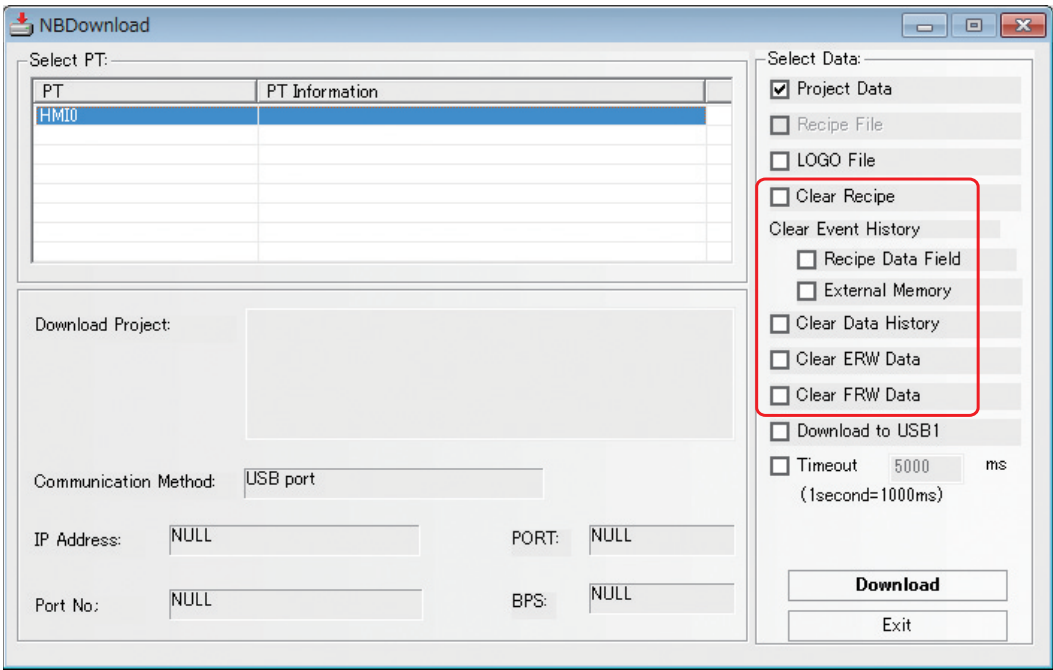 NBDownload
Select PT:
PT PT Information
HMI0
Download Project:
Communication Method: USB port
IP Address: NULL PORT: NULL
Port No; NULL BPS: NULL
Select Data:
Project Data
Recipe File
LOGO File
Clear Recipe
Clear Event History
Recipe Data Field
External Memory
Clear Data History
Clear ERW Data
Clear FRW Data
Download to USB1
Timeout 5000 ms
(1second=1000ms)
Download
Exit